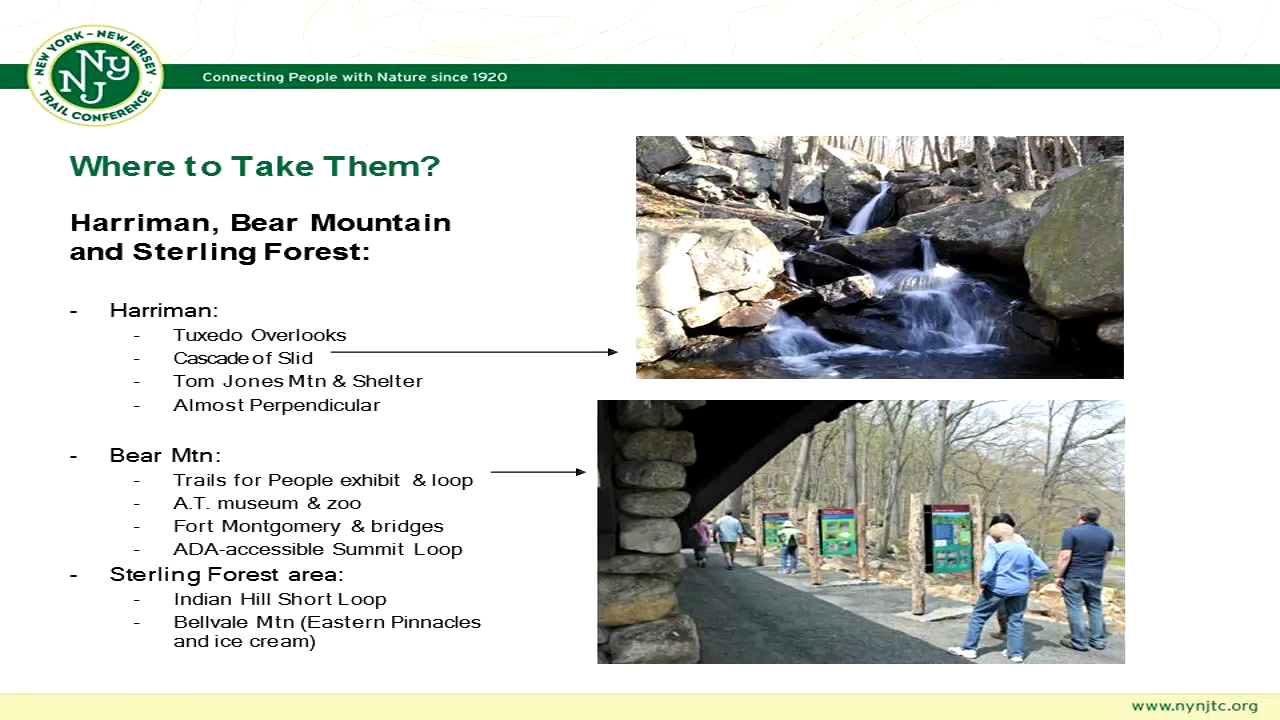 NEW YORK - NEW JERSEY
NY
NJ
TRAIL CONFERENCE
Connecting People with Nature since 1920
Where to Take Them?
Harriman, Bear Mountain
and Sterling Forest:
- Harriman:
- Tuxedo Overlooks
- Cascade of Slid
- Tom Jones Mtn & Shelter
- Almost Perpendicular
- Bear Mtn:
- Trails for People exhibit & loop
- A.T. museum & zoo
- Fort Montgomery & bridges
- ADA-accessible Summit Loop
- Sterling Forest area:
- Indian Hill Short Loop
- Bellvale Mtn (Eastern Pinnacles
and ice cream)
www.nynjtc.org